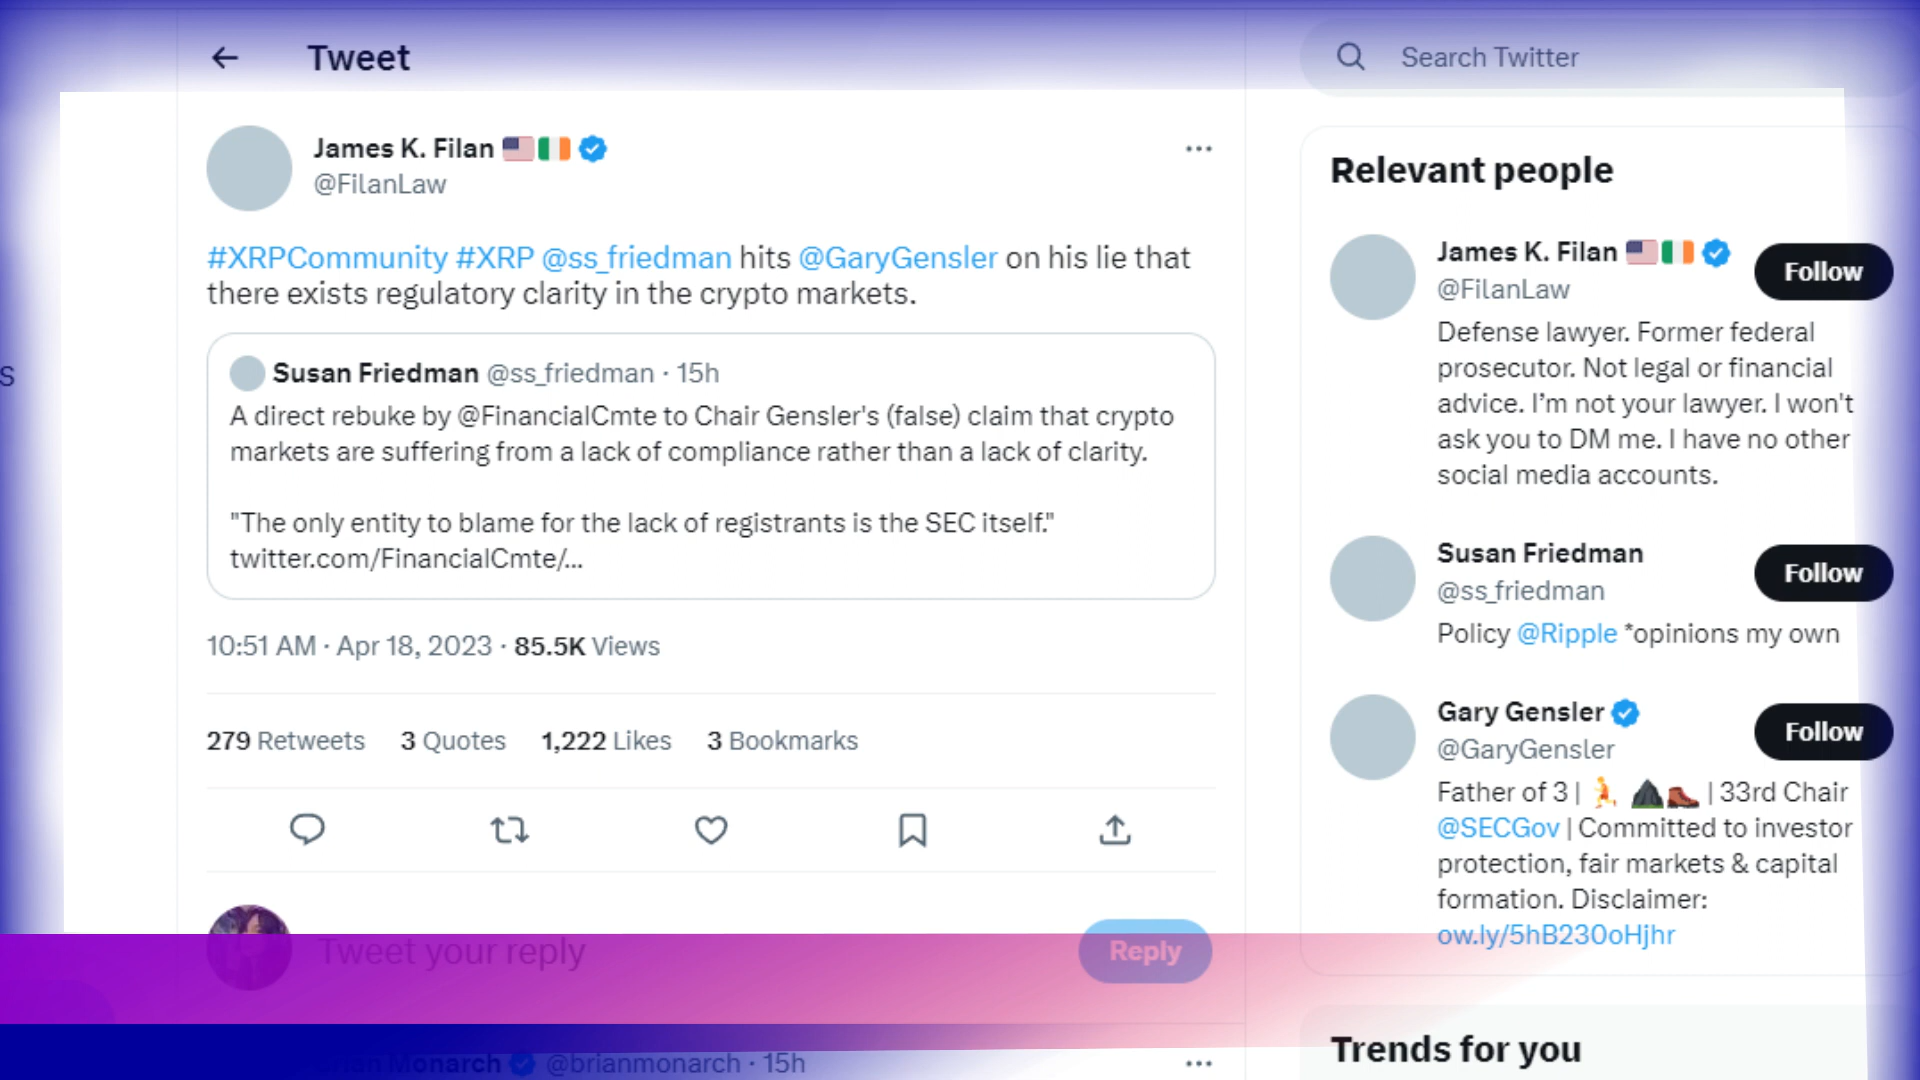 Tweet
Search Twitter
James K. Filan
@FilanLaw
#XRPCommunity #XRP @ss_friedman hits @GaryGensler on his lie that
there exists regulatory clarity in the crypto markets.
Susan Friedman @ss_friedman · 15h
A direct rebuke by @FinancialCmte to Chair Gensler's (false) claim that crypto
markets are suffering from a lack of compliance rather than a lack of clarity.
"The only entity to blame for the lack of registrants is the SEC itself."
twitter.com/FinancialCmte/...
10:51 AM · Apr 18, 2023 · 85.5K Views
279 Retweets 3 Quotes 1,222 Likes 3 Bookmarks
Tweet your reply
Reply
Monarch @brianmonarch · 15h
Relevant people
James K. Filan
@FilanLaw
Follow
Defense lawyer. Former federal
prosecutor. Not legal or financial
advice. I'm not your lawyer. I won't
ask you to DM me. I have no other
social media accounts.
Susan Friedman
@ss_friedman
Follow
Policy @Ripple *opinions my own
Gary Gensler
@GaryGensler
Follow
Father of 3 | | 33rd Chair
@SECGov | Committed to investor
protection, fair markets & capital
formation. Disclaimer:
ow.ly/5hB230oHjhr
Trends for you